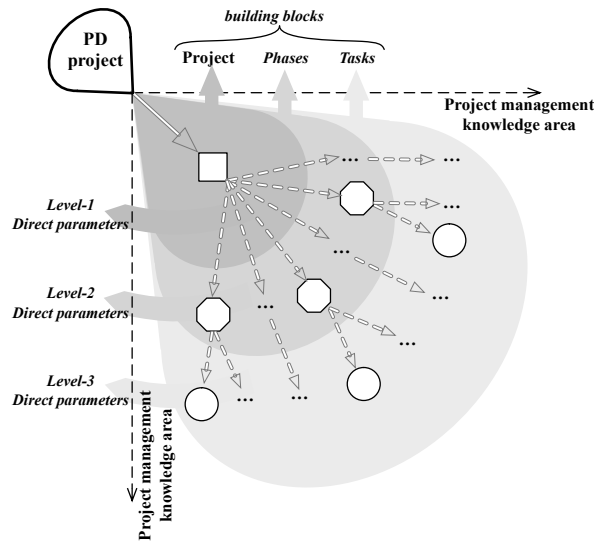 building blocks
PD
project
Project
Phases
Tasks
Project management
knowledge area
...
...
Level-1
Direct parameters
...
...
Level-2
Direct parameters
...
...
...
Level-3
Direct parameters
...
...
Project management
knowledge area